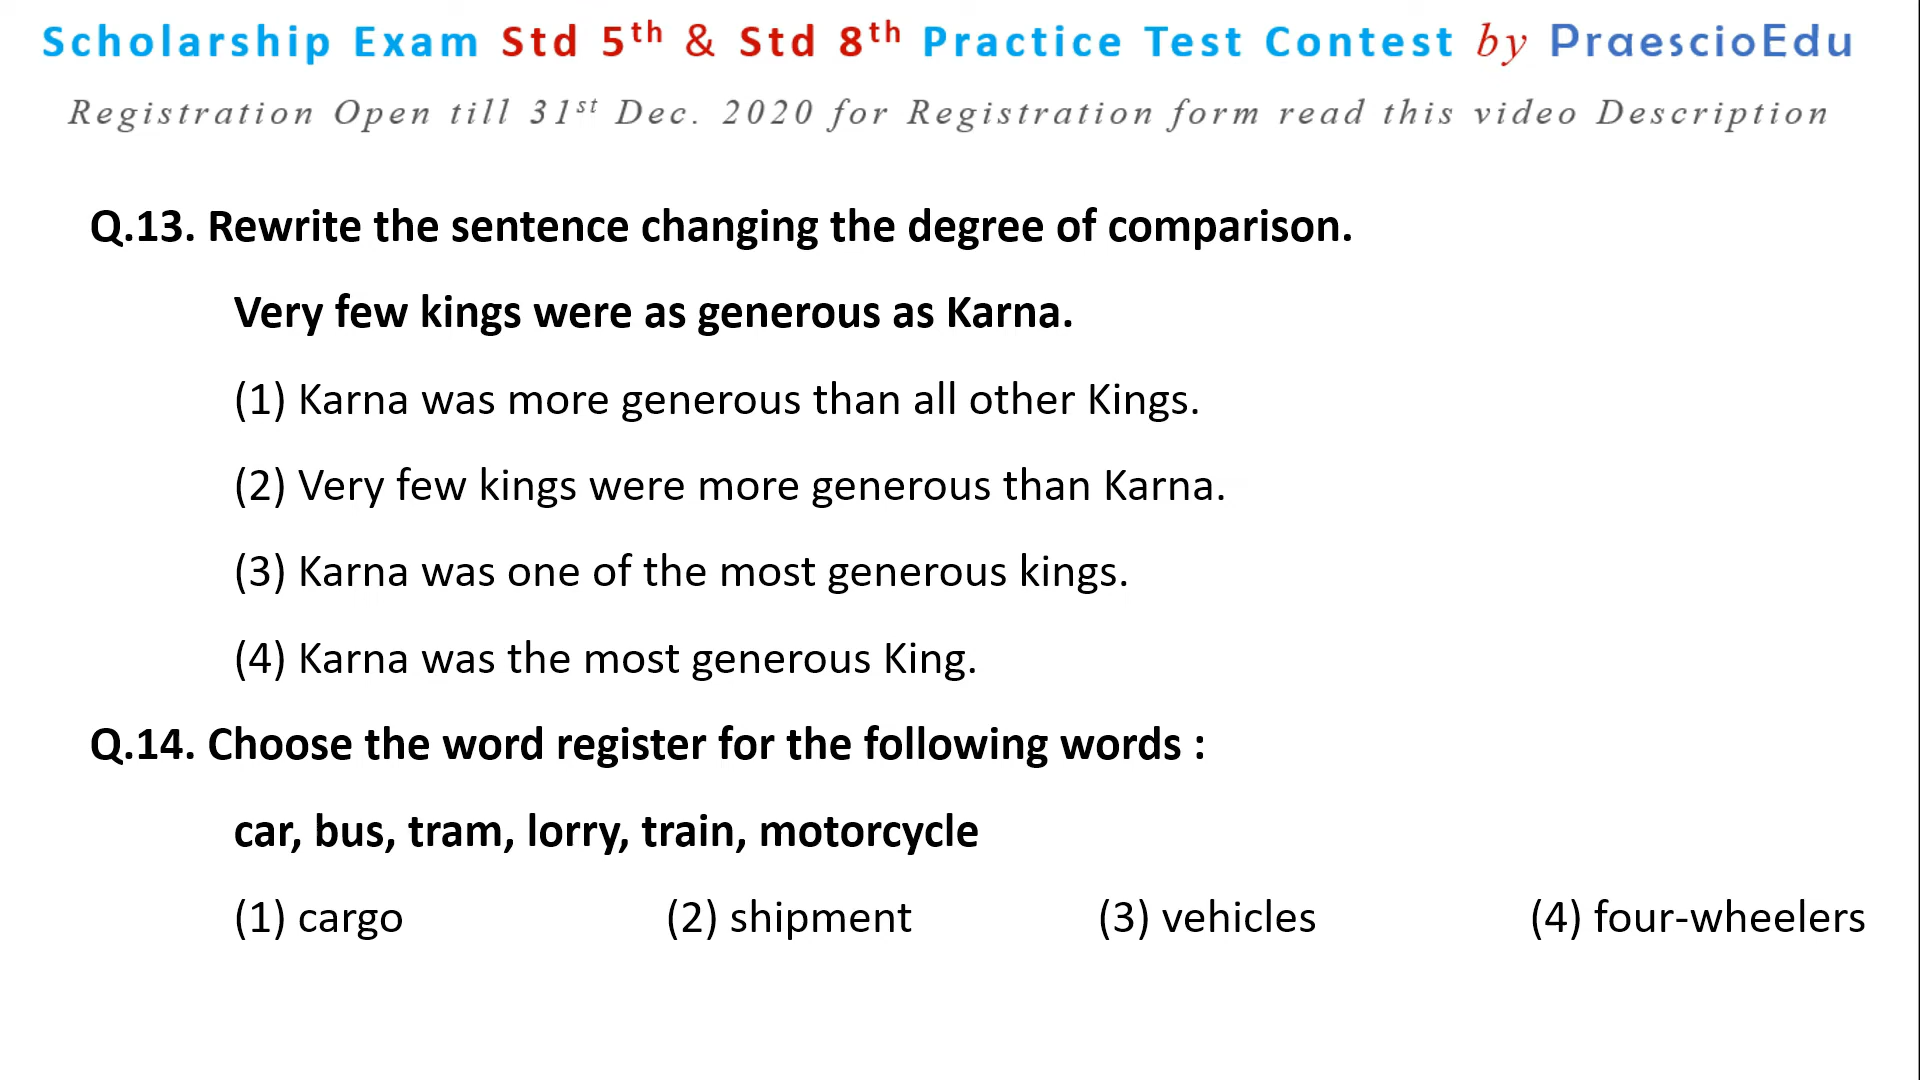 Scholarship Exam Std 5th & Std 8th Practice Test Contest by PraescioEdu
Registration Open till 31st Dec. 2020 for Registration form read this video Description
Q.13. Rewrite the sentence changing the degree of comparison.
Very few kings were as generous as Karna.
(1) Karna was more generous than all other Kings.
(2) Very few kings were more generous than Karna.
(3) Karna was one of the most generous kings.
(4) Karna was the most generous King.
Q.14. Choose the word register for the following words :
car, bus, tram, lorry, train, motorcycle
(1) cargo (2) shipment (3) vehicles (4) four-wheelers